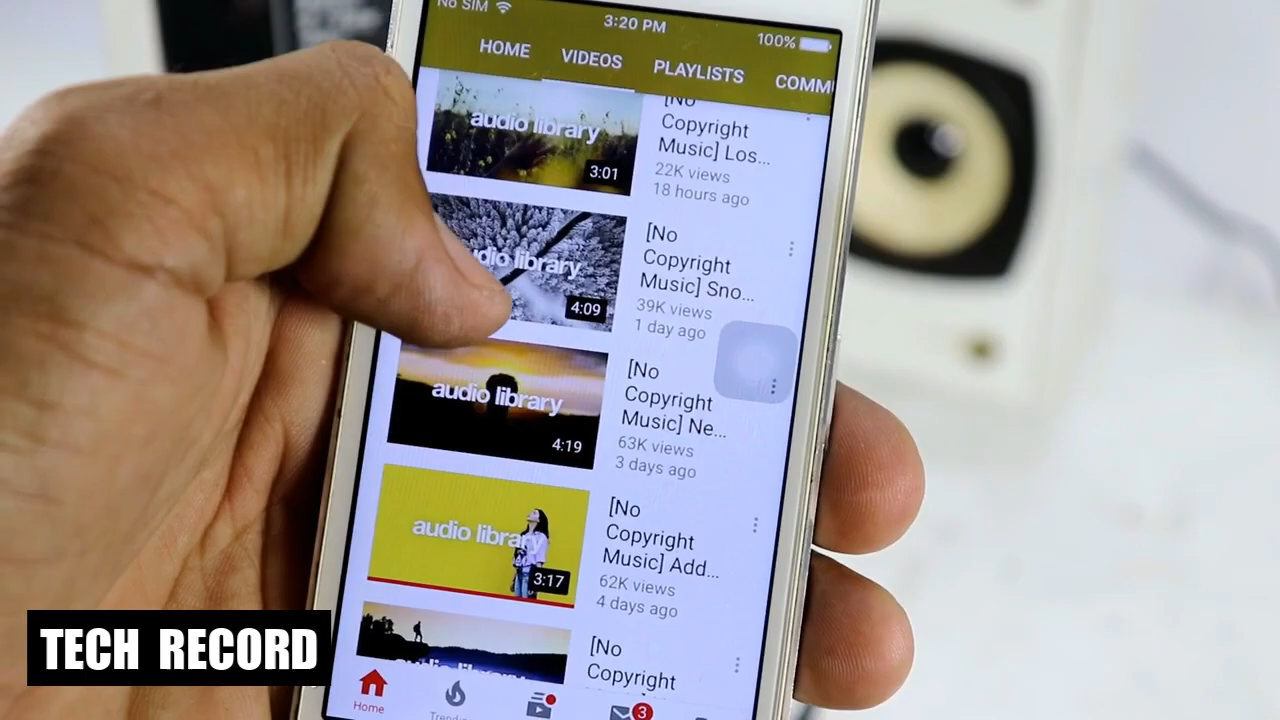 No SIM
3:20 PM
100%
HOME
VIDEOS
PLAYLISTS
COMM
audio library
3:01
[No
Copyright
Music] Los...
22K views
18 hours ago
audio library
4:09
[No
Copyright
Music] Sno...
39K views
1 day ago
audio library
4:19
[No
Copyright
Music] Ne...
63K views
3 days ago
audio library
3:17
[No
Copyright
Music] Add...
62K views
4 days ago
[No
Copyright
Home
3
TECH RECORD